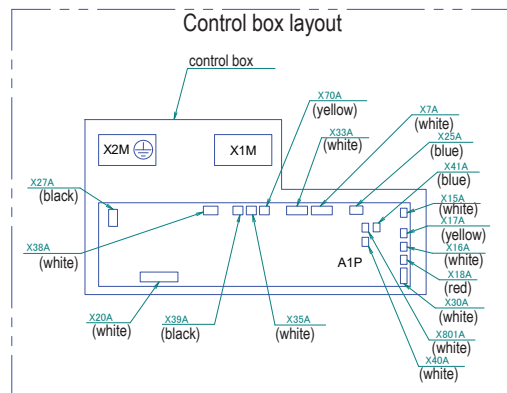 Control box layout
control box
X70A
(yellow)
X7A
(white)
X33A
(white)
X25A
(blue)
X2M
X1M
X41A
(blue)
X27A
(black)
X15A
(white)
X17A
(yellow)
X38A
(white)
X16A
(white)
A1P
X18A
(red)
X30A
(white)
X20A
(white)
X39A
(black)
X35A
(white)
X801A
(white)
X40A
(white)